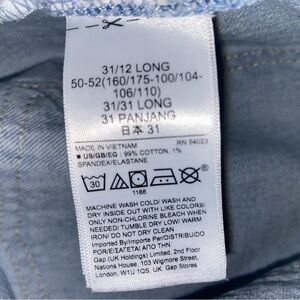 31/12 LONG
50-52(160/175-100/104-
106/110)
31/31 LONG
31 PANJANG
日本 31
MADE IN VIETNAM RN 54023
■ US/GB/EG: 99% COTTON, 1%
SPANDEX/ELASTANE
30
1166
MACHINE WASH COLD/ WASH AND
DRY INSIDE OUT WITH LIKE COLORS/
ONLY NON-CHLORINE BLEACH WHEN
NEEDED/ TUMBLE DRY LOW/ WARM
IRON/ DO NOT DRY CLEAN
Imported By/Importe Par/DISTRIBUIDO
POR/ΕΙΣΑΓΕΤΑΙ ΑΠΟ ΤΗΝ:
Gap (UK Holdings) Limited, 2nd Floor
Nations House, 103 Wigmore Street,
London, W1U 1QS, UK Gap Stores